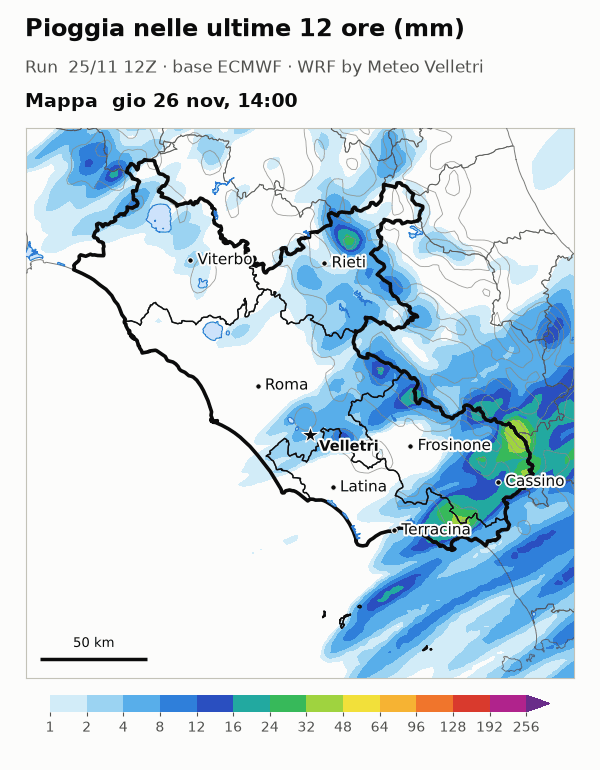 Pioggia nelle ultime 12 ore (mm)
Run  25/11 12Z · base ECMWF · WRF by Meteo Velletri
Mappa  gio 26 nov, 14:00
Viterbo
Rieti
Roma
Velletri
Frosinone
Cassino
Latina
Terracina
50 km
1 2 4 8 12 16 24 32 48 64 96 128 192 256